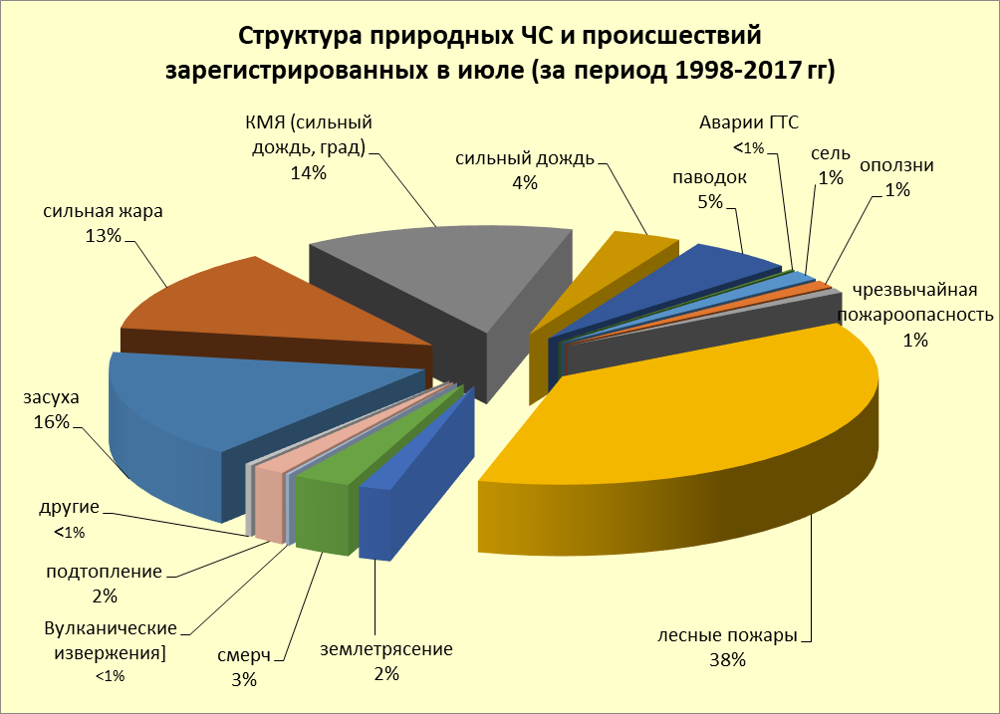 Структура природных ЧС и происшествий
зарегистрированных в июле (за период 1998-2017 гг)
КМЯ (сильный
дождь, град)
14%
сильный дождь
4%
паводок
5%
Аварии ГТС
<1%
сель
1%
оползни
1%
чрезвычайная
пожароопасность
1%
лесные пожары
38%
землетрясение
2%
смерч
3%
Вулканические
извержения]
<1%
подтопление
2%
другие
<1%
засуха
16%
сильная жара
13%